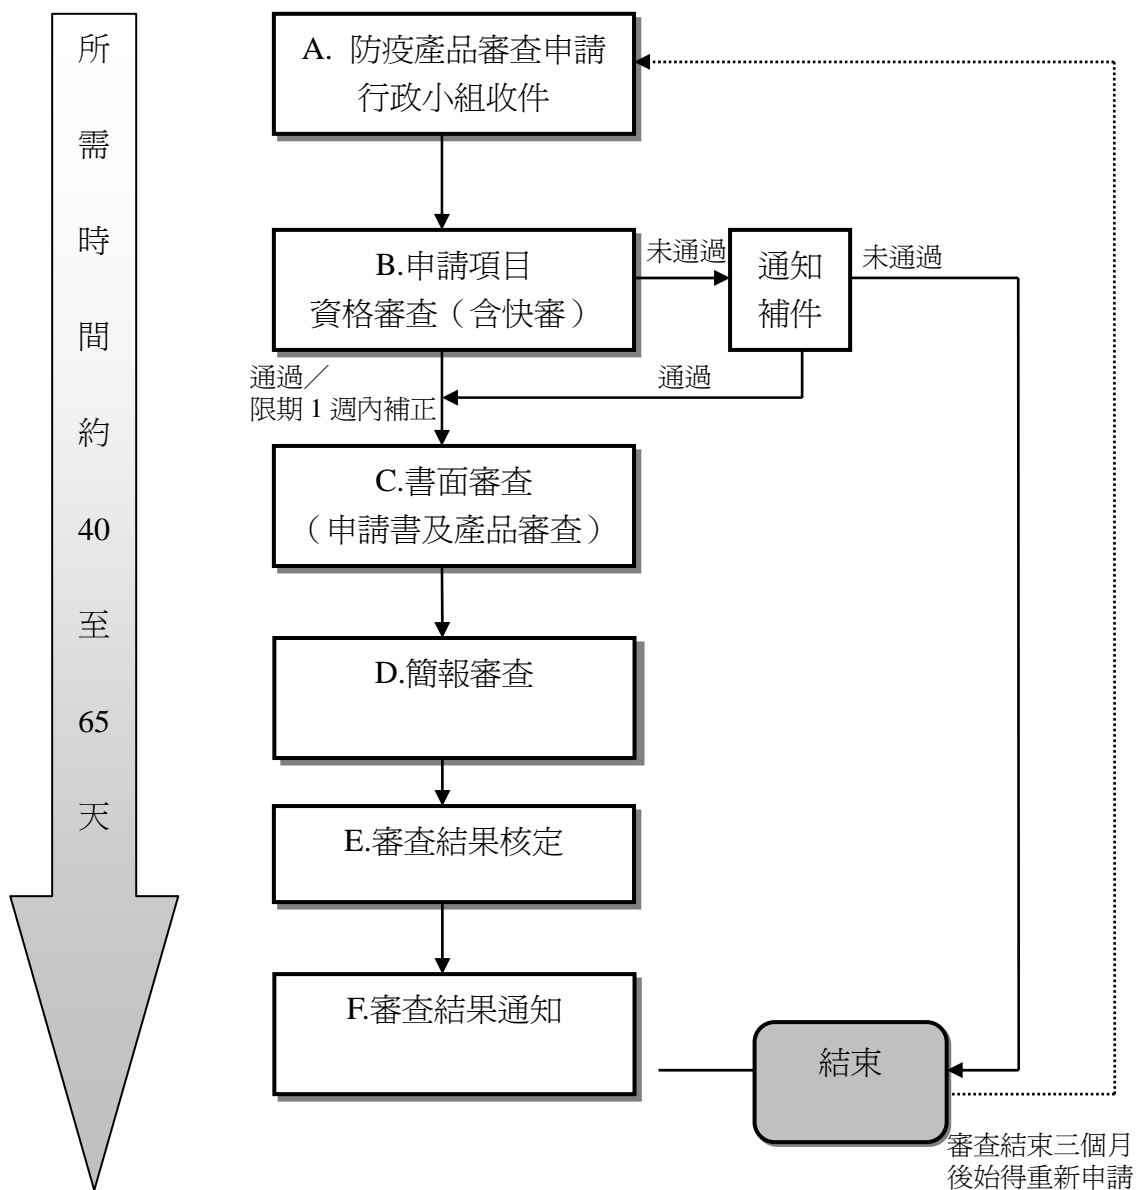 所
需
時
間
約
40
至
65
天
A. 防疫產品審查申請
行政小組收件
B.申請項目
資格審查（含快審）
未通過
通知
補件
未通過
通過／
限期 1 週內補正
通過
C.書面審查
（申請書及產品審查）
D.簡報審查
E.審查結果核定
F.審查結果通知
結束
審查結束三個月
後始得重新申請